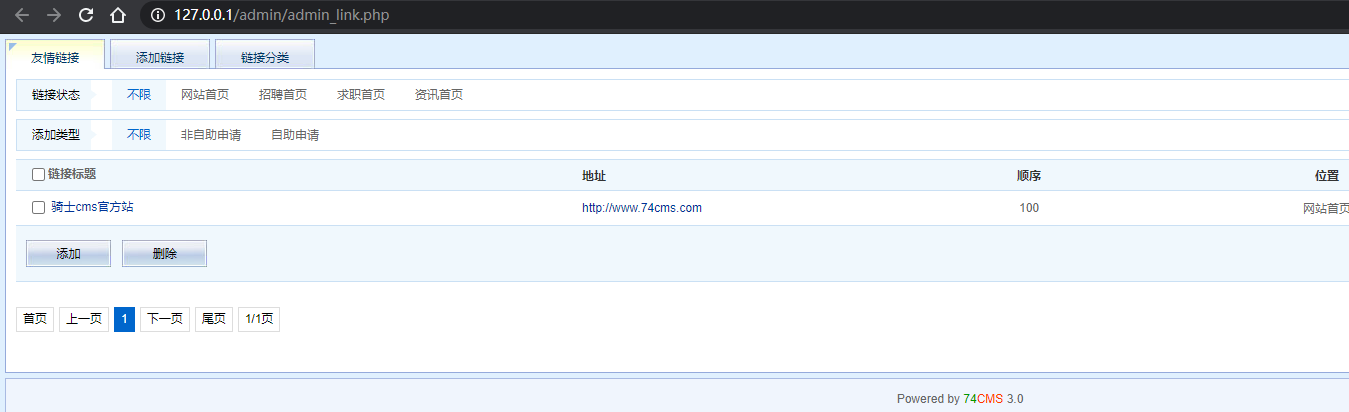 127.0.0.1/admin/admin_link.php
友情链接 添加链接 链接分类
链接状态 不限 网站首页 招聘首页 求职首页 资讯首页
添加类型 不限 非自助申请 自助申请
链接标题 地址 顺序 位置
骑士cms官方站 http://www.74cms.com 100 网站首页
添加 删除
首页 上一页 1 下一页 尾页 1/1页
Powered by 74CMS 3.0